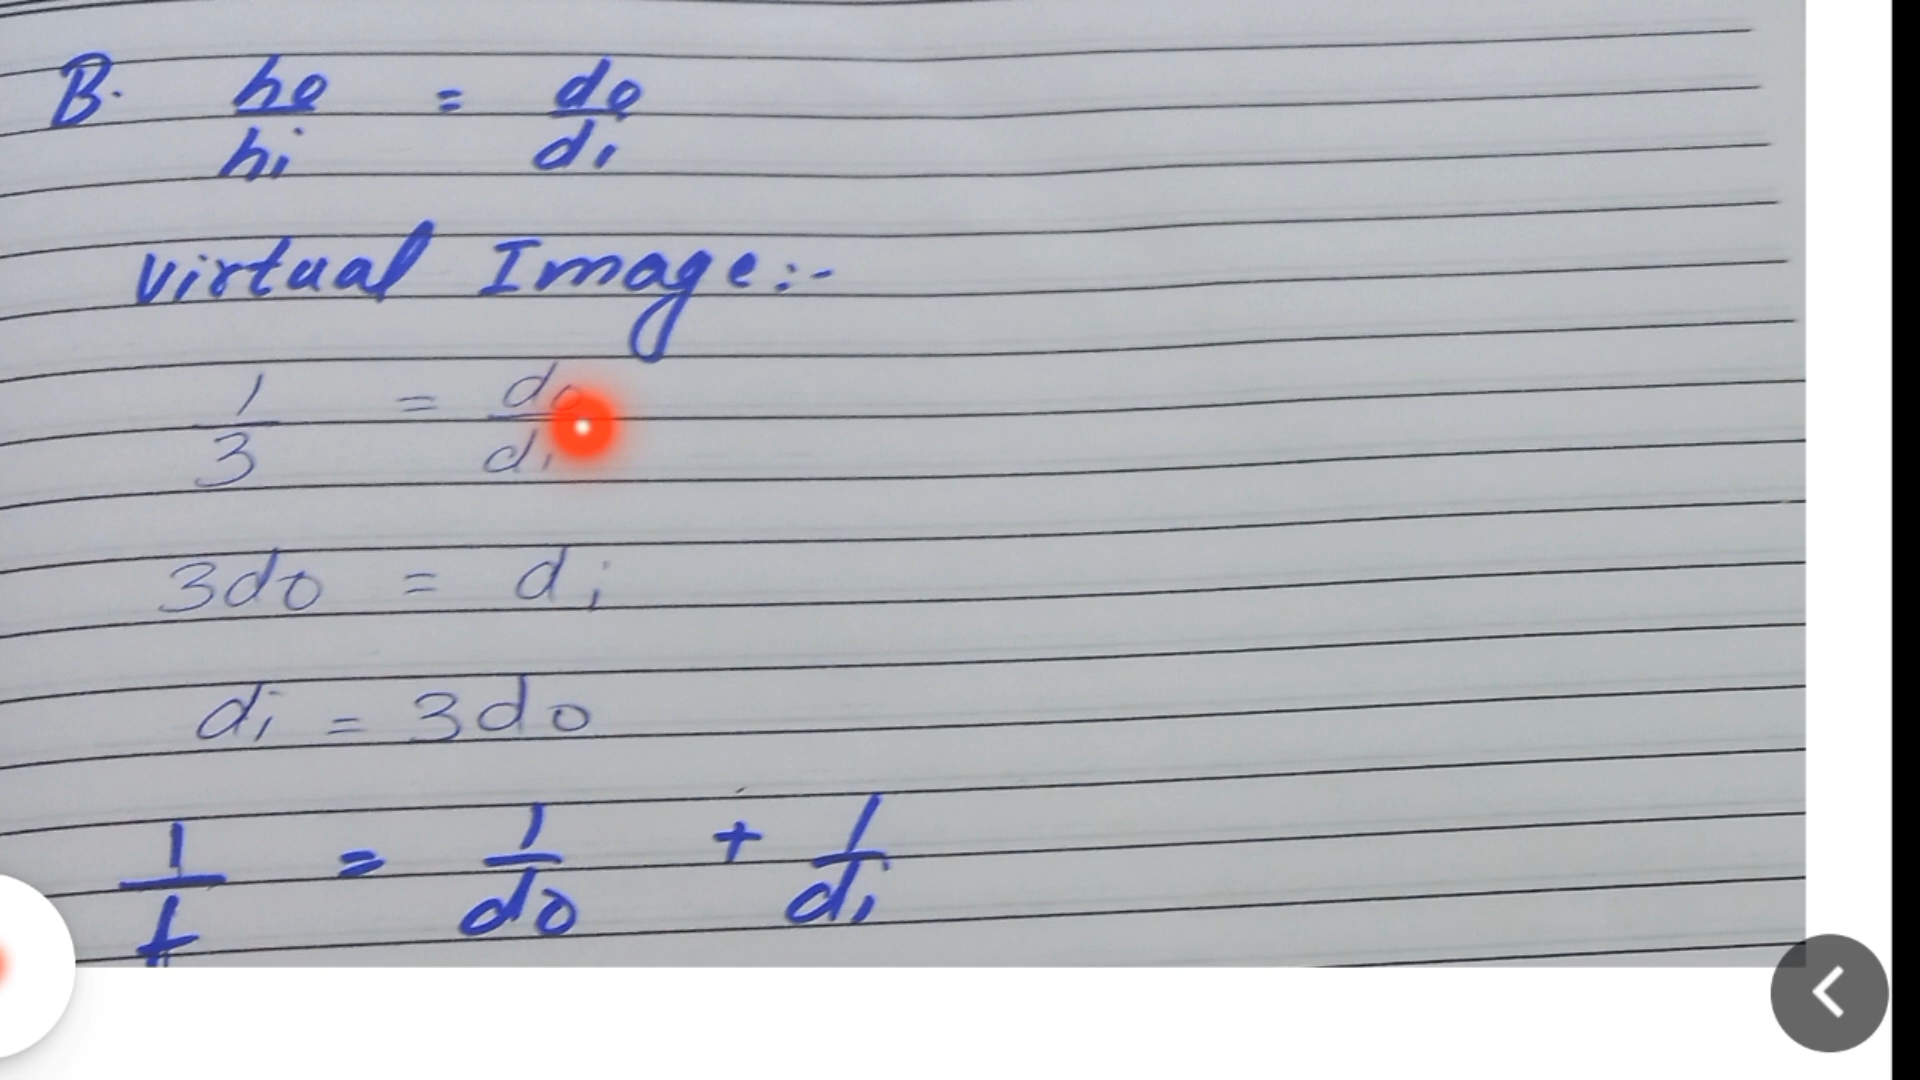 B. ho/hi = do/di
Virtual Image:-
1/3 = do/di
3do = di
di = 3do
1/f = 1/do + 1/di